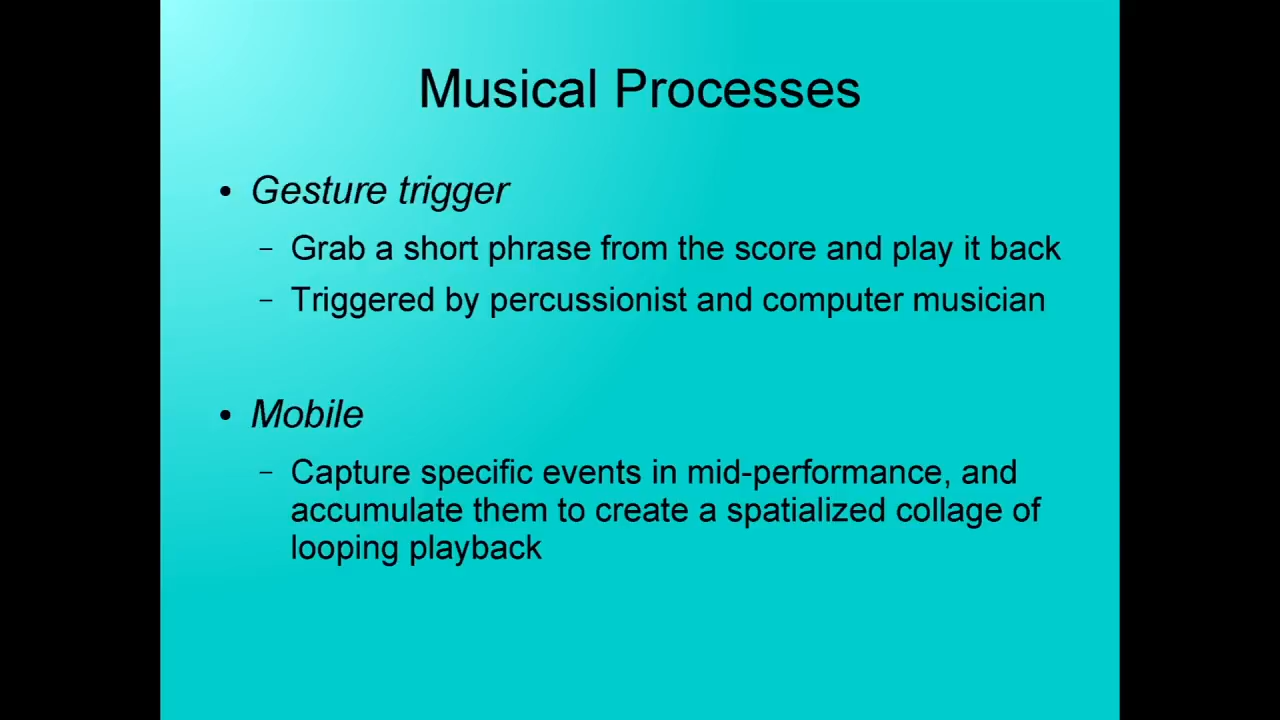 Musical Processes
• Gesture trigger
– Grab a short phrase from the score and play it back
– Triggered by percussionist and computer musician
• Mobile
– Capture specific events in mid-performance, and
accumulate them to create a spatialized collage of
looping playback